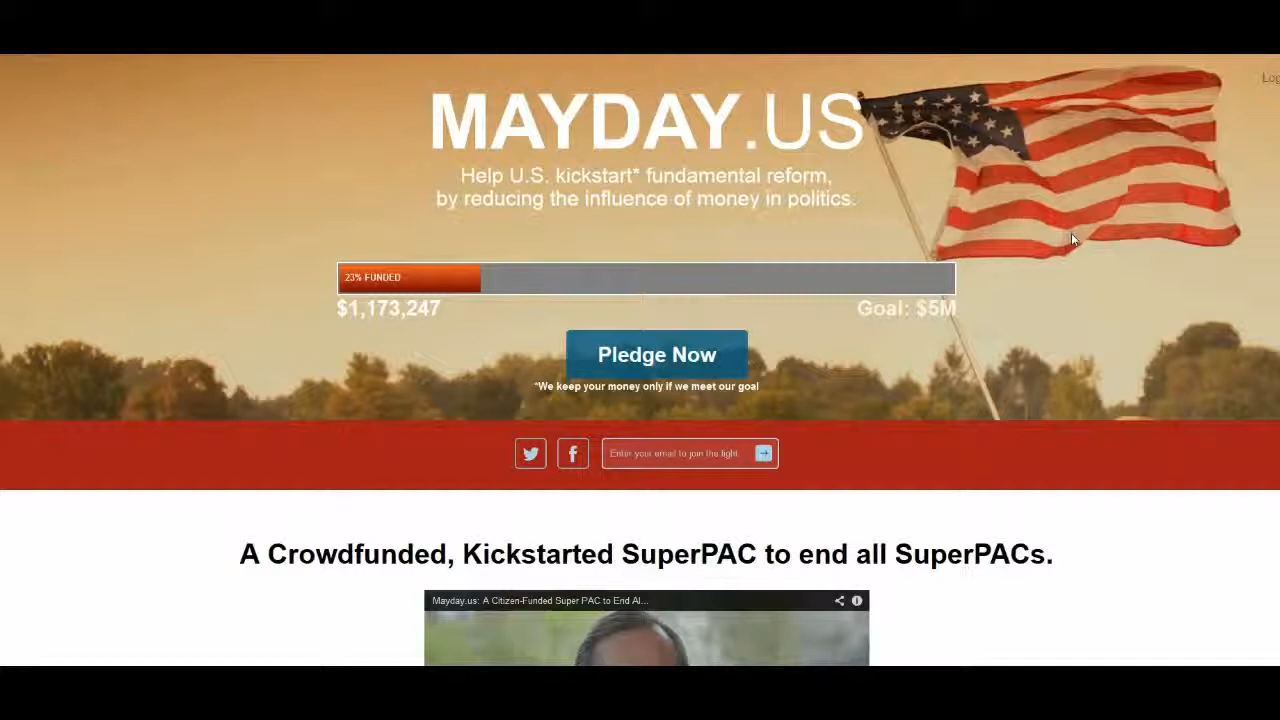 Log
MAYDAY.US
Help U.S. kickstart* fundamental reform,
by reducing the influence of money in politics.
23% FUNDED
$1,173,247 Goal: $5M
Pledge Now
*We keep your money only if we meet our goal
Enter your email to join the fight
A Crowdfunded, Kickstarted SuperPAC to end all SuperPACs.
Mayday.us: A Citizen-Funded Super PAC to End Al...